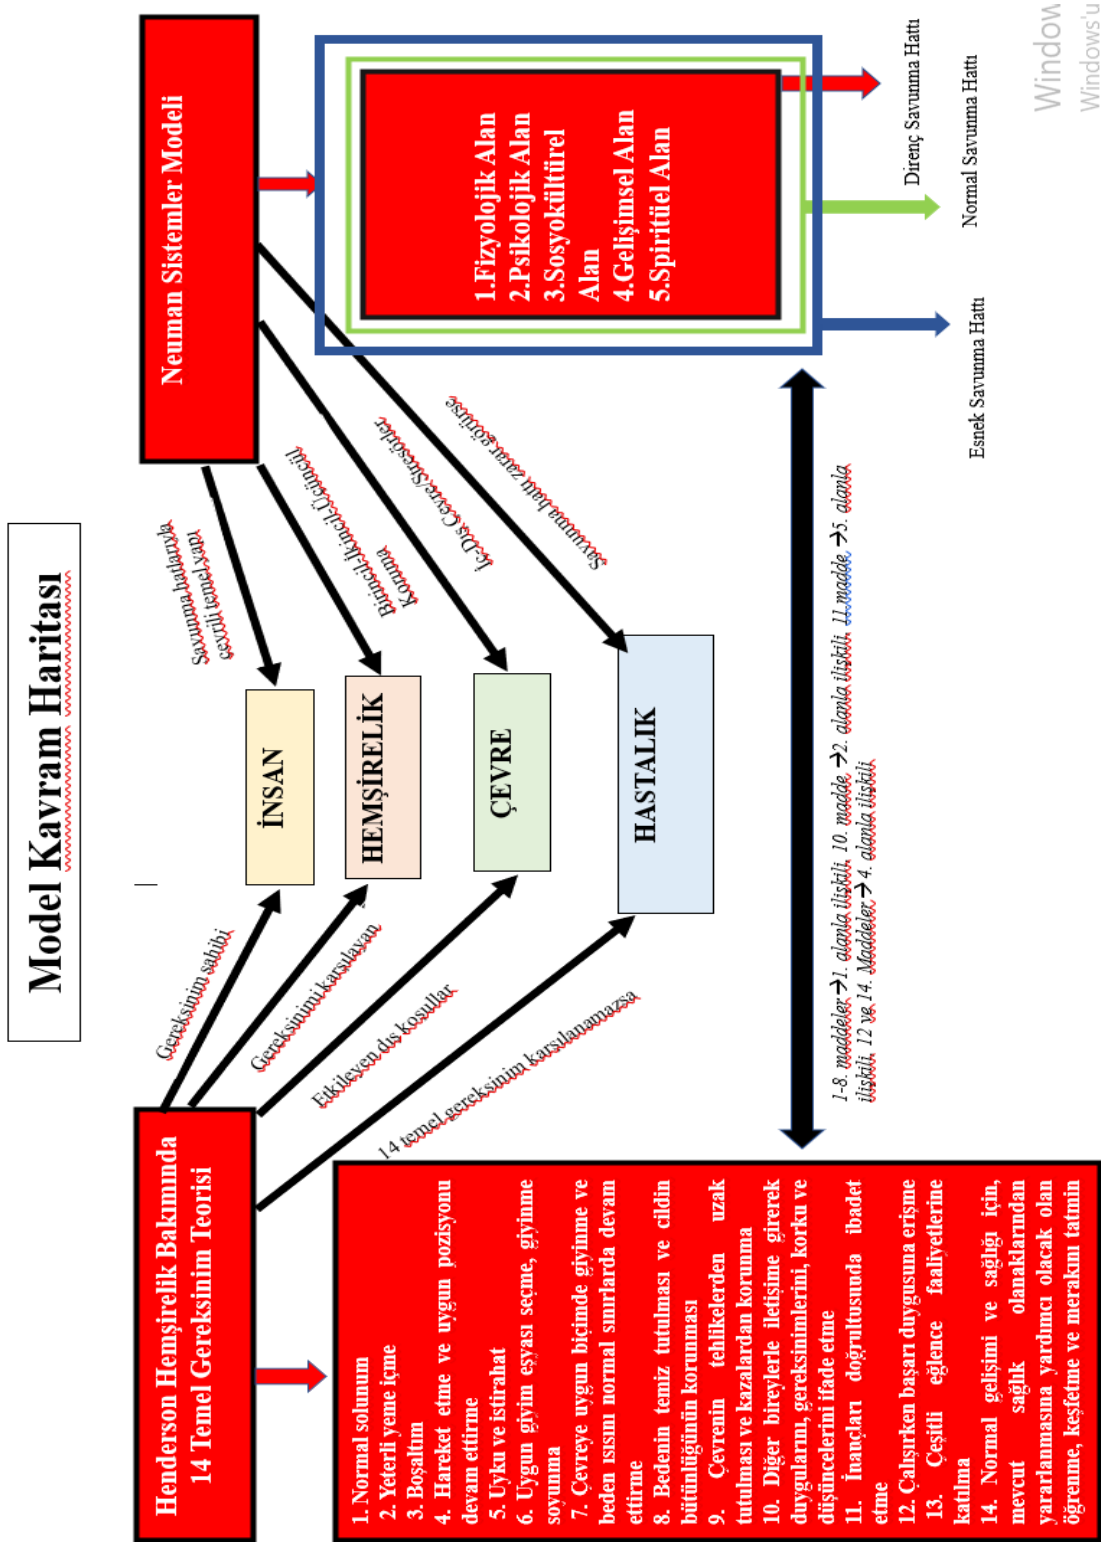 Model Kavram Haritası
Henderson Hemşirelik Bakımında
14 Temel Gereksinim Teorisi
Neuman Sistemler Modeli
Gereksinim sahibi
Gereksinimi karşılayan
Etkileyen dış koşullar
14 temel gereksinim karşılanamazsa
İNSAN
HEMŞİRELİK
ÇEVRE
HASTALIK
Savunma hatlarıyla
çevrili temel yapı
Birincil-İkincil-Üçüncül
Koruma
İç-Dış Çevre/Stresörler
Savunma hattı zarar görürse
1. Normal solunum
2. Yeterli yeme içme
3. Boşaltım
4. Hareket etme ve uygun pozisyonu
devam ettirme
5. Uyku ve istirahat
6. Uygun giyim eşyası seçme, giyinme
soyunma
7. Çevreye uygun biçimde giyinme ve
beden ısısını normal sınırlarda devam
ettirme
8. Bedenin temiz tutulması ve cildin
bütünlüğünün korunması
9. Çevrenin tehlikelerden uzak
tutulması ve kazalardan korunma
10. Diğer bireylerle iletişime girerek
duygularını, gereksinimlerini, korku ve
düşüncelerini ifade etme
11. İnançları doğrultusunda ibadet
etme
12. Çalışırken başarı duygusuna erişme
13. Çeşitli eğlence faaliyetlerine
katılma
14. Normal gelişimi ve sağlığı için,
mevcut sağlık olanaklarından
yararlanmasına yardımcı olacak olan
öğrenme, keşfetme ve merakını tatmin
1.Fizyolojik Alan
2.Psikolojik Alan
3.Sosyokültürel
Alan
4.Gelişimsel Alan
5.Spiritüel Alan
1-8. maddeler→1. alanla ilişkili, 10. madde →2. alanla ilişkili, 11.madde →5. alanla
ilişkili, 12 ve 14. Maddeler→ 4. alanla ilişkili
Esnek Savunma Hattı
Normal Savunma Hattı
Direnç Savunma Hattı
Window
Windows'u